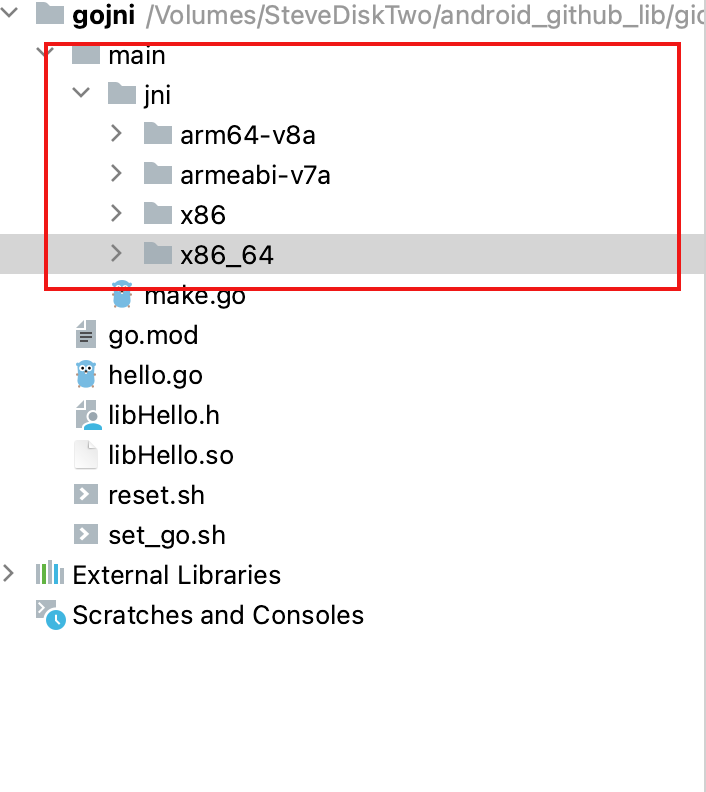 gojni /Volumes/SteveDiskTwo/android_github_lib/gio
main
jni
arm64-v8a
armeabi-v7a
x86
x86_64
make.go
go.mod
hello.go
libHello.h
libHello.so
reset.sh
set_go.sh
External Libraries
Scratches and Consoles